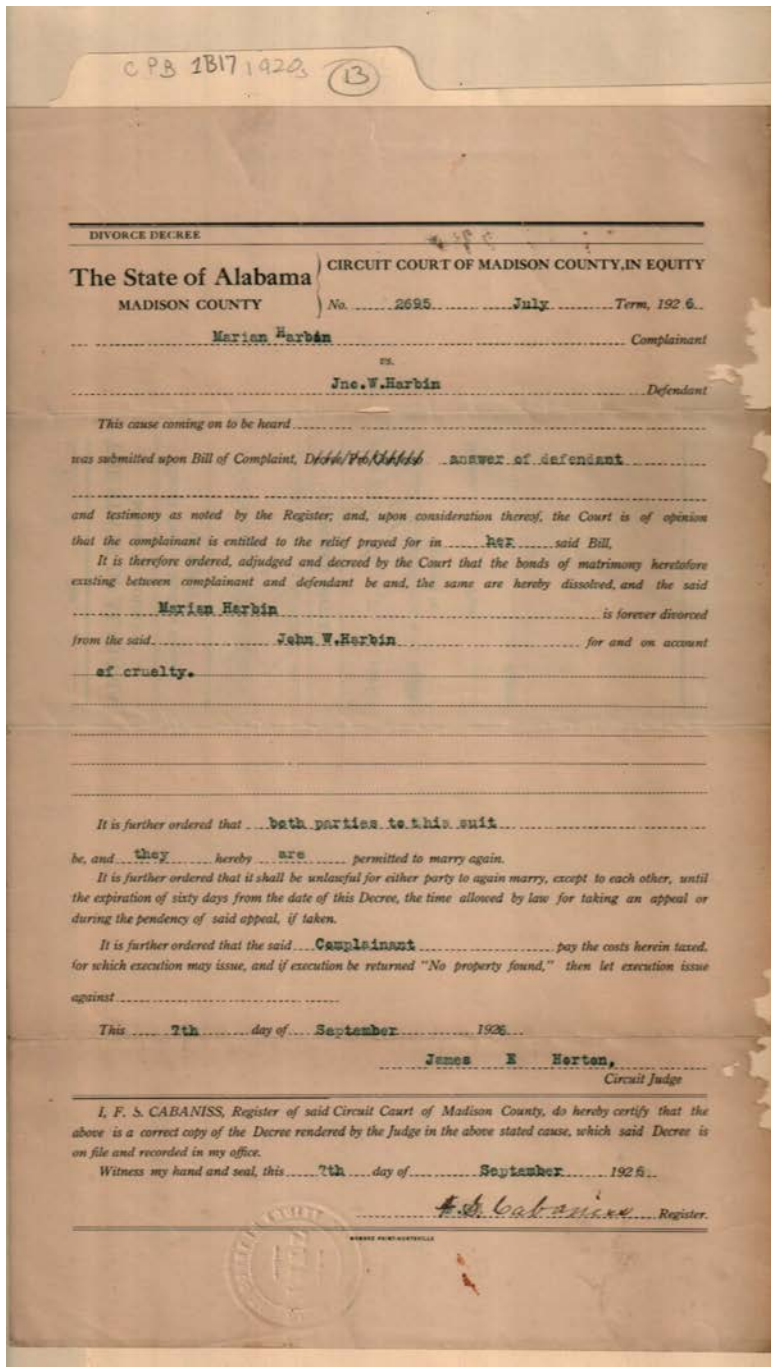 CPB 1B17 1920s 13
DIVORCE DECREE
The State of Alabama
MADISON COUNTY
CIRCUIT COURT OF MADISON COUNTY, IN EQUITY
No. 2695 July Term, 1926
Marian Harbin Complainant
vs.
Jno.W.Harbin Defendant
This cause coming on to be heard
was submitted upon Bill of Complaint, Decree Pro Confesso answer of defendant
and testimony as noted by the Register; and, upon consideration thereof, the Court is of opinion
that the complainant is entitled to the relief prayed for in her said Bill,
It is therefore ordered, adjudged and decreed by the Court that the bonds of matrimony heretofore
existing between complainant and defendant be and, the same are hereby dissolved, and the said
Marian Harbin is forever divorced
from the said John W.Harbin for and on account
of cruelty.
It is further ordered that both parties to this suit
be, and they hereby are permitted to marry again.
It is further ordered that it shall be unlawful for either party to again marry, except to each other, until
the expiration of sixty days from the date of this Decree, the time allowed by law for taking an appeal or
during the pendency of said appeal, if taken.
It is further ordered that the said Complainant pay the costs herein taxed,
for which execution may issue, and if execution be returned "No property found," then let execution issue
against
This 7th day of September 1926
James E Horton,
Circuit Judge
I, F. S. CABANISS, Register of said Circuit Court of Madison County, do hereby certify that the
above is a correct copy of the Decree rendered by the Judge in the above stated cause, which said Decree is
on file and recorded in my office.
Witness my hand and seal, this 7th day of September 1926
F. S. Cabaniss Register.